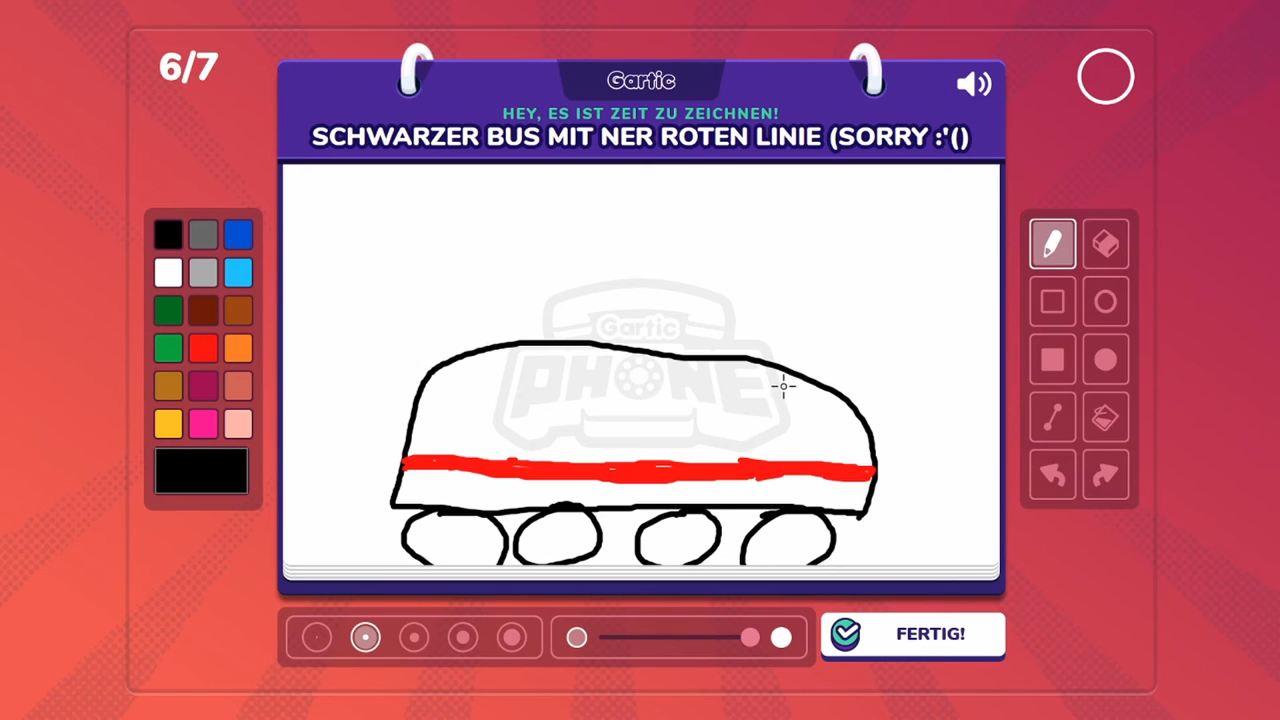 6/7
Gartic
HEY, ES IST ZEIT ZU ZEICHNEN!
SCHWARZER BUS MIT NER ROTEN LINIE (SORRY :'()
Gartic
PHONE
FERTIG!